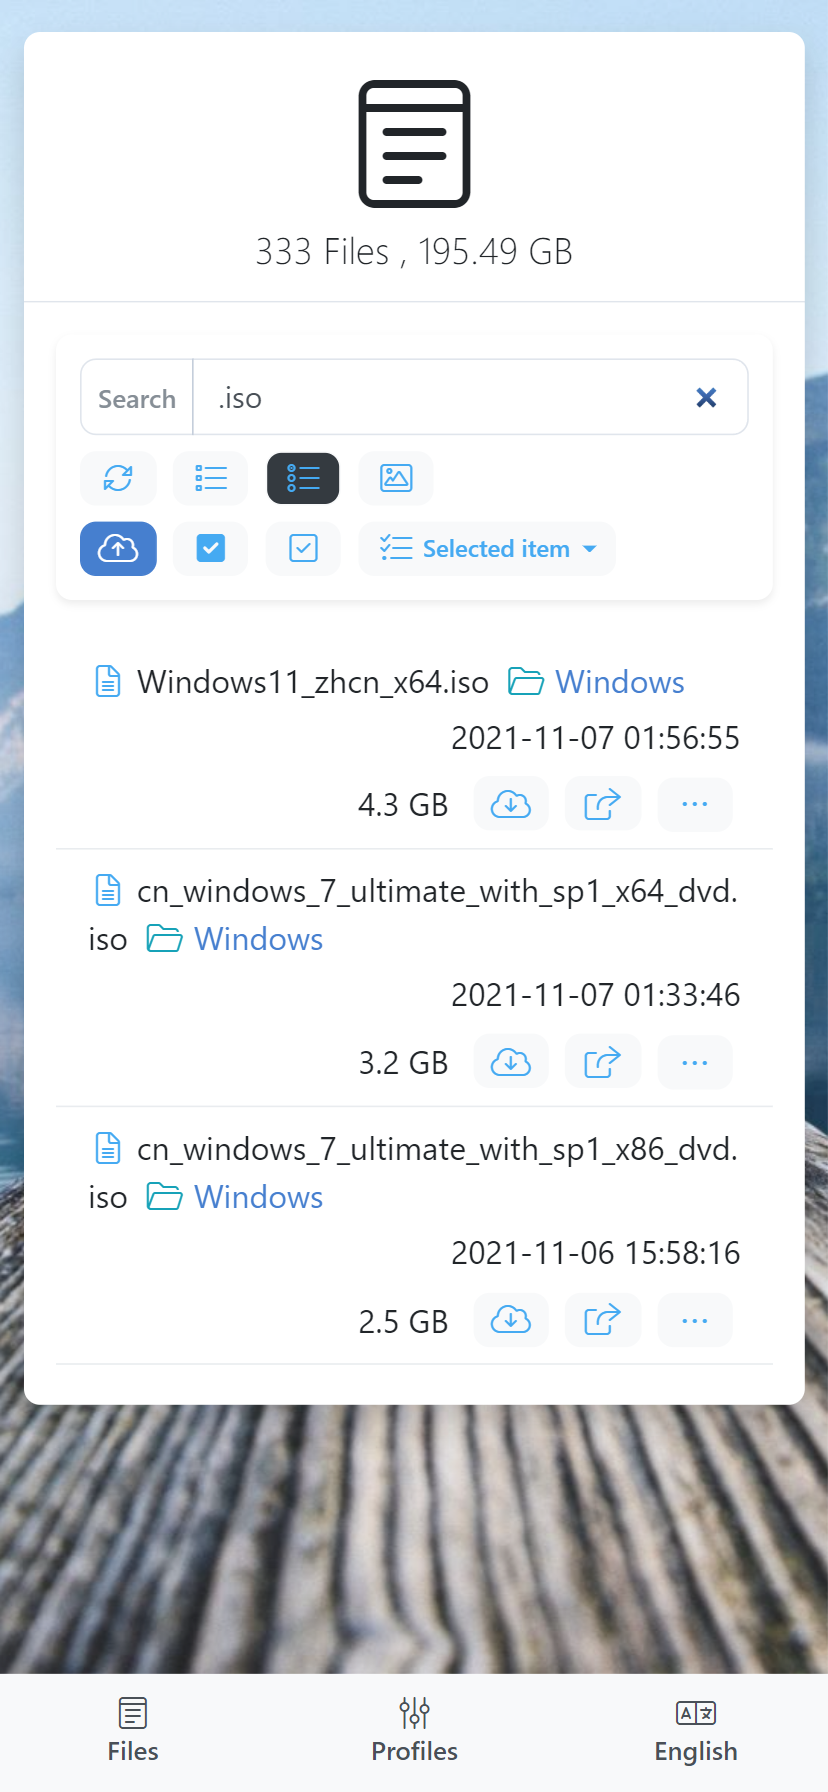 333 Files , 195.49 GB
Search
.iso
Selected item
Windows11_zhcn_x64.iso Windows
2021-11-07 01:56:55
4.3 GB
cn_windows_7_ultimate_with_sp1_x64_dvd.
iso Windows
2021-11-07 01:33:46
3.2 GB
cn_windows_7_ultimate_with_sp1_x86_dvd.
iso Windows
2021-11-06 15:58:16
2.5 GB
Files
Profiles
A 文
English